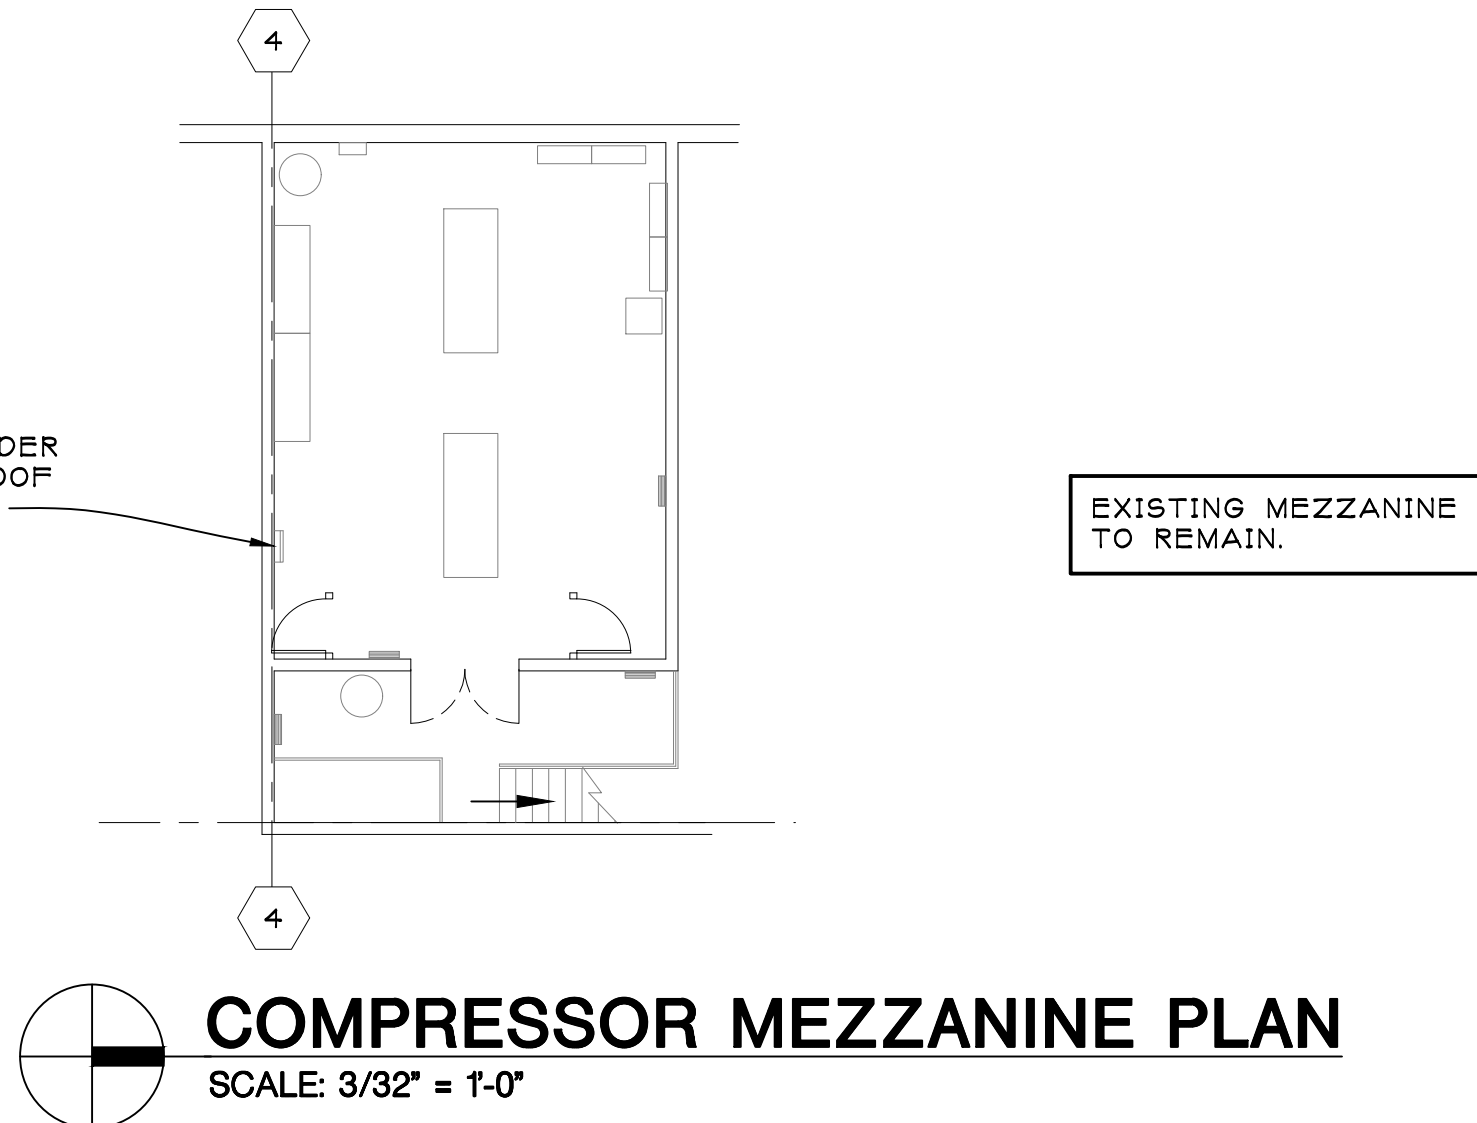 4
EXISTING MEZZANINE
TO REMAIN.
4
COMPRESSOR MEZZANINE PLAN
SCALE: 3/32" = 1'-0"